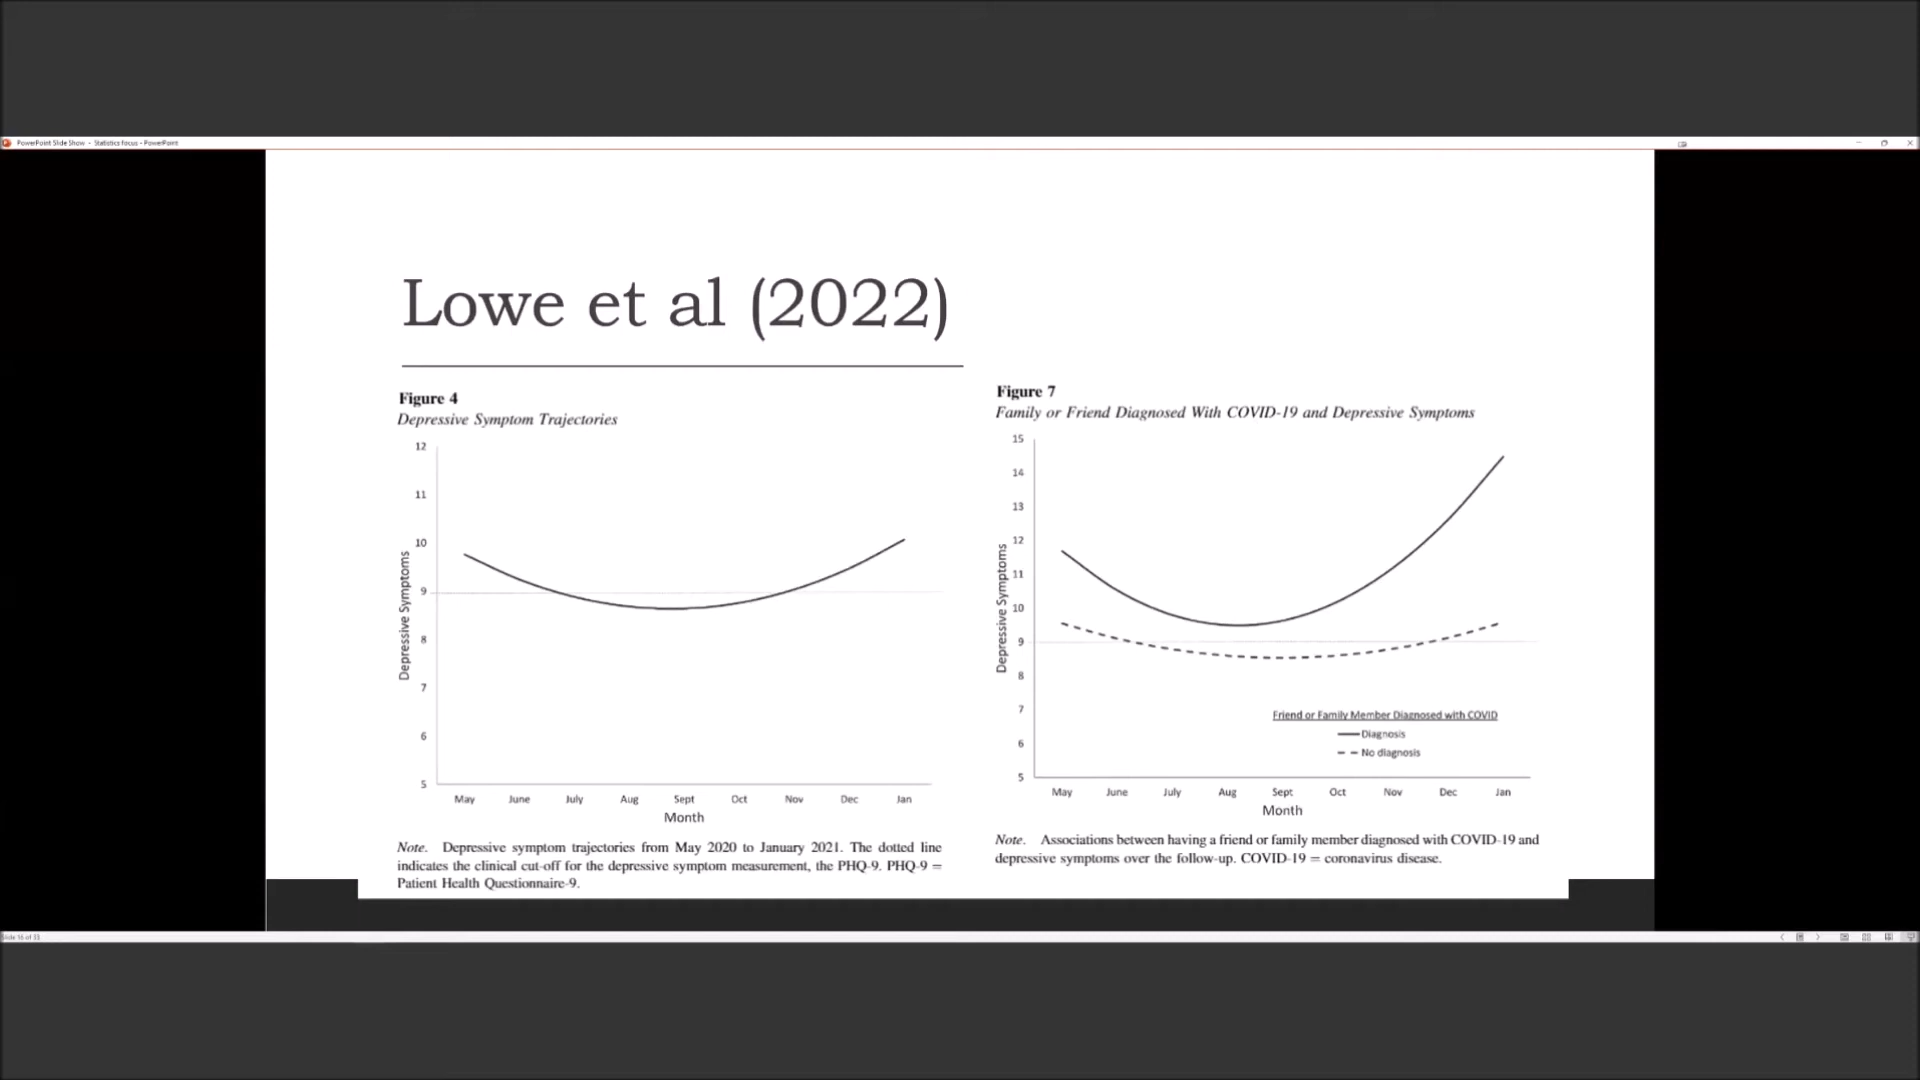 PowerPoint Slide Show - Statistics focus - PowerPoint
Lowe et al (2022)
Figure 4
Depressive Symptom Trajectories
12
11
10
9
8
7
6
5
Depressive Symptoms
May June July Aug Sept Oct Nov Dec Jan
Month
Note. Depressive symptom trajectories from May 2020 to January 2021. The dotted line
indicates the clinical cut-off for the depressive symptom measurement, the PHQ-9. PHQ-9 =
Patient Health Questionnaire-9.
Figure 7
Family or Friend Diagnosed With COVID-19 and Depressive Symptoms
15
14
13
12
11
10
9
8
7
6
5
Depressive Symptoms
Friend or Family Member Diagnosed with COVID
Diagnosis
No diagnosis
May June July Aug Sept Oct Nov Dec Jan
Month
Note. Associations between having a friend or family member diagnosed with COVID-19 and
depressive symptoms over the follow-up. COVID-19 = coronavirus disease.